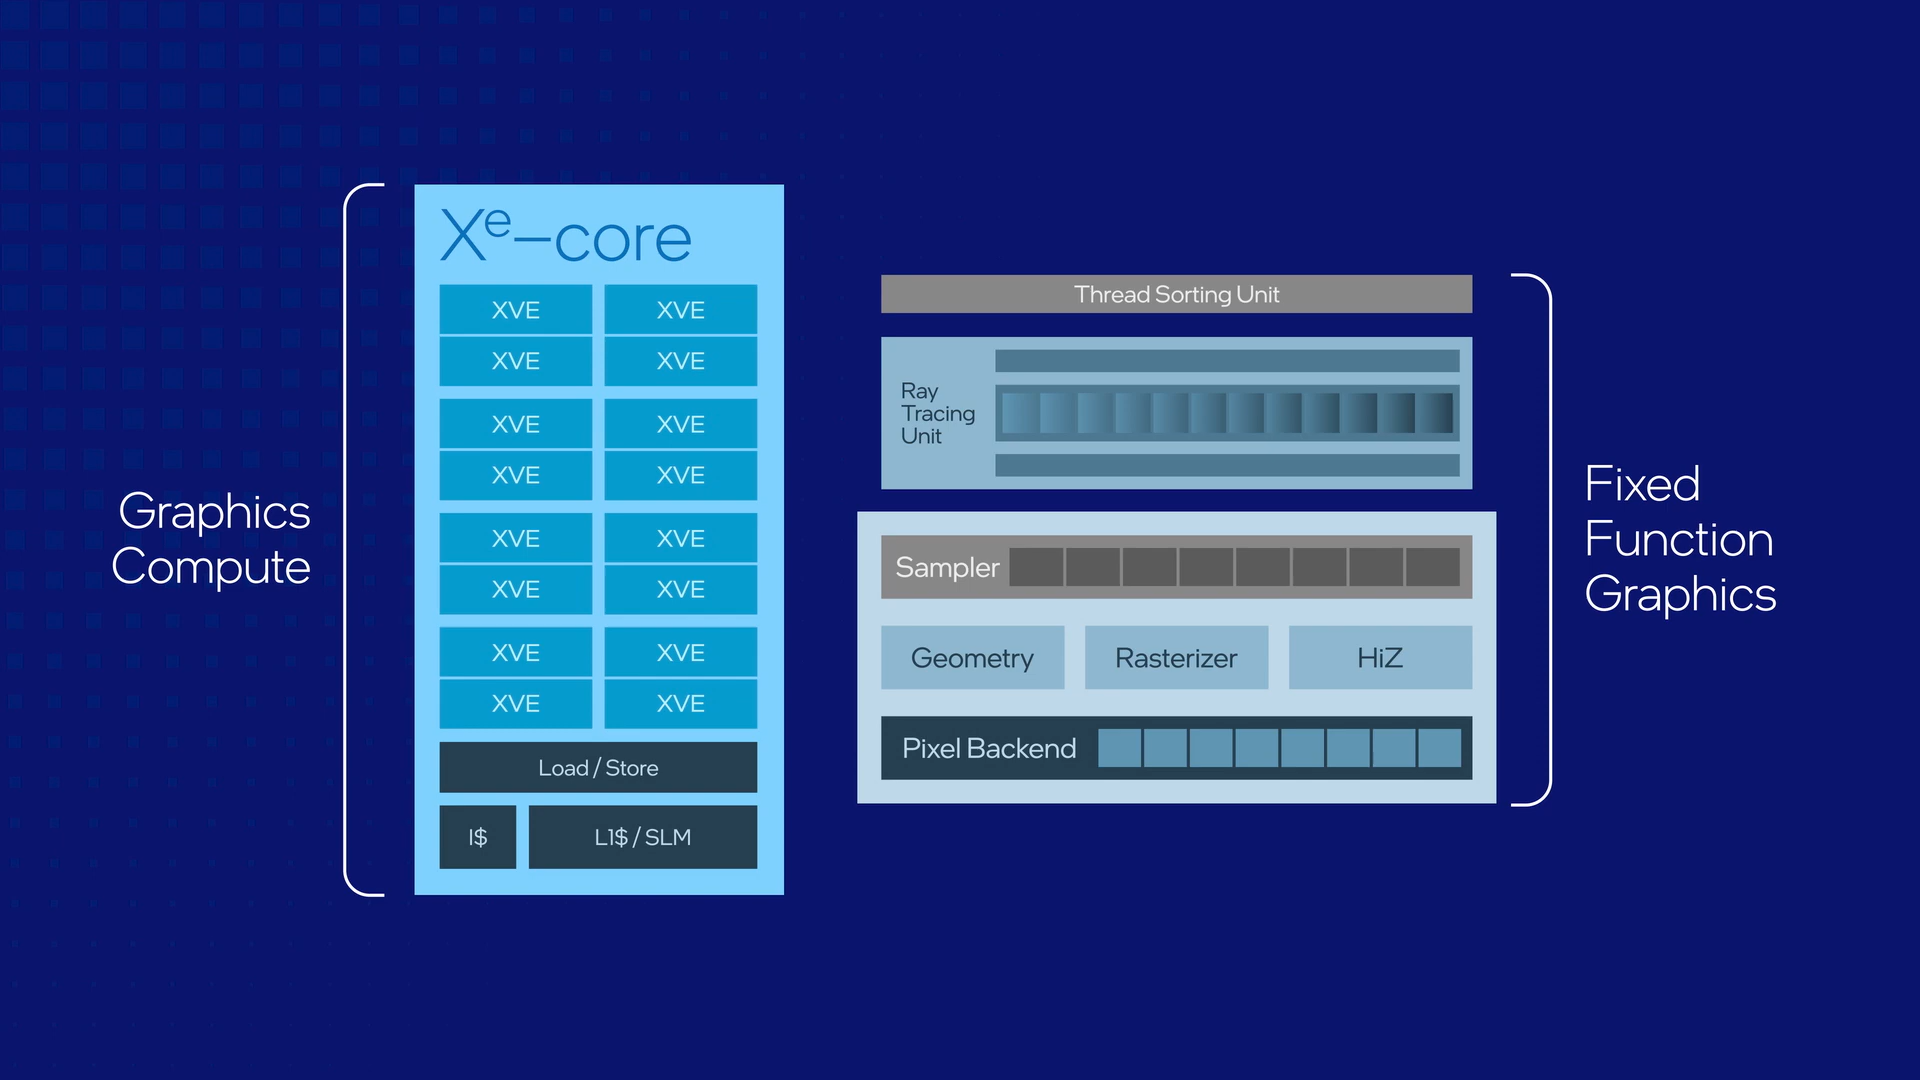 Graphics
Compute
Xe–core
XVE XVE
XVE XVE
XVE XVE
XVE XVE
XVE XVE
XVE XVE
XVE XVE
XVE XVE
Load / Store
I$ L1$ / SLM
Thread Sorting Unit
Ray
Tracing
Unit
Sampler
Geometry Rasterizer HiZ
Pixel Backend
Fixed
Function
Graphics